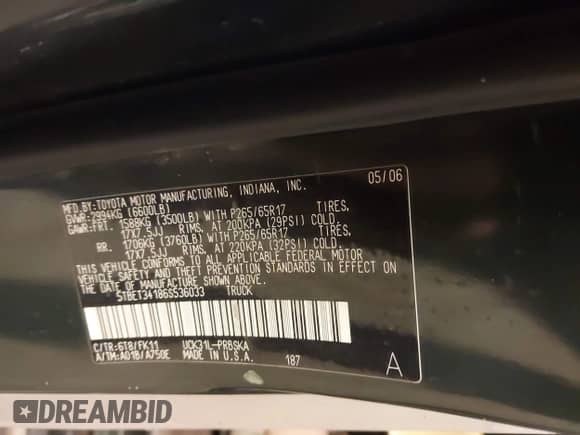 MFD.BY:TOYOTA MOTOR MANUFACTURING, INDIANA, INC. 05/06
GVWR:2994KG (6600LB)
GAWR:FRT. 1588KG (3500LB) WITH P265/65R17 TIRES,
17X7.5JJ RIMS, AT 200KPA (29PSI) COLD.
RR. 1706KG (3760LB) WITH P265/65R17 TIRES,
17X7.5JJ RIMS, AT 220KPA (32PSI) COLD.
THIS VEHICLE CONFORMS TO ALL APPLICABLE FEDERAL MOTOR
VEHICLE SAFETY AND THEFT PREVENTION STANDARDS IN EFFECT ON
THE DATE OF MANUFACTURE SHOWN ABOVE.
5TBET34186S536033 TRUCK
C/TR:6T8/FK11 UCK31L-PRBSKA
A/TM:A01B/A750E MADE IN U.S.A. 187 A
DREAMBID